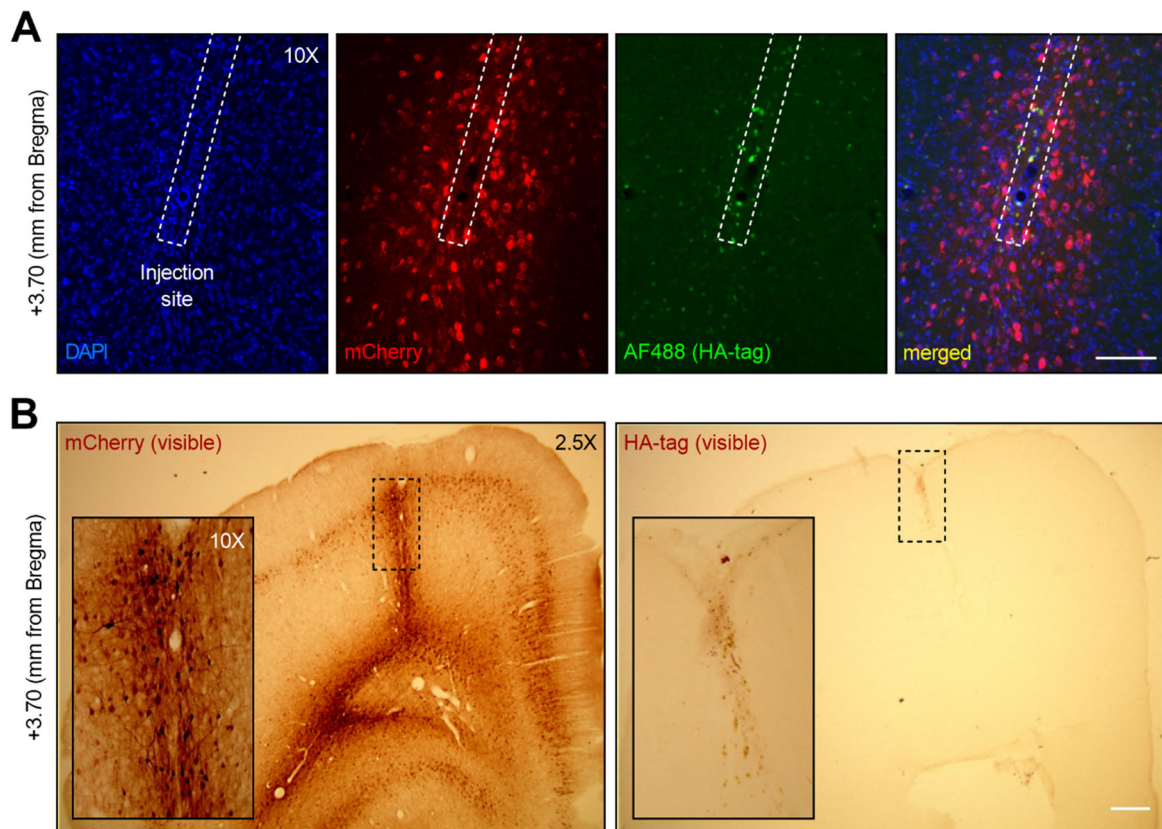 A
+3.70 (mm from Bregma)
10X
Injection
site
DAPI
mCherry
AF488 (HA-tag)
merged
B
+3.70 (mm from Bregma)
mCherry (visible)
2.5X
10X
HA-tag (visible)